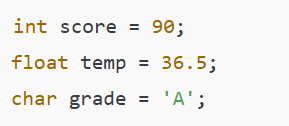 int score = 90;
float temp = 36.5;
char grade = 'A';